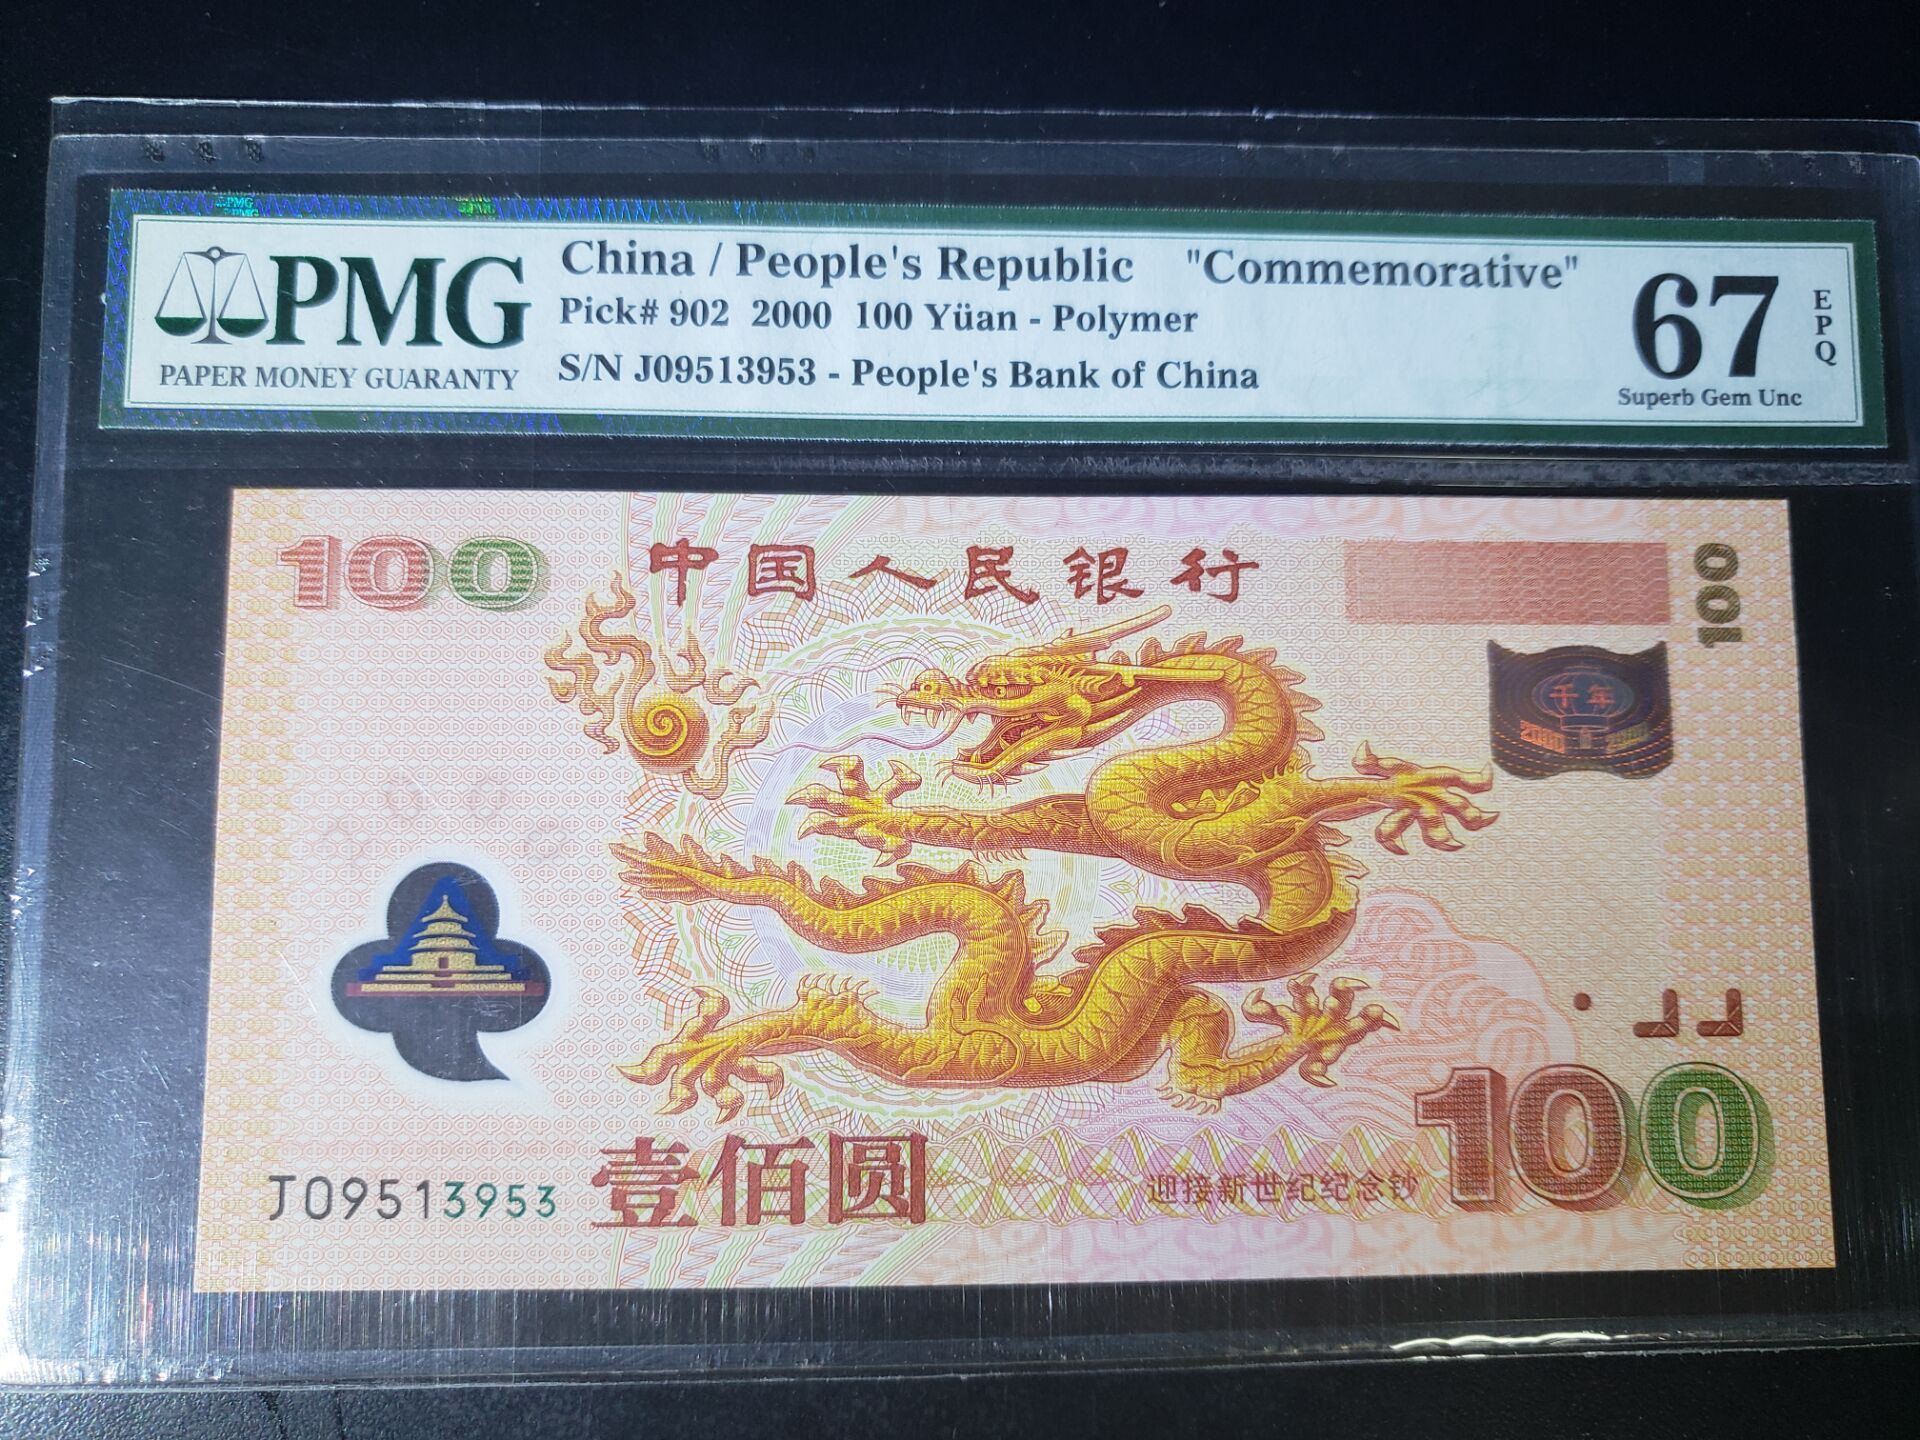 PMG
PAPER MONEY GUARANTY
China / People's Republic "Commemorative"
Pick# 902 2000 100 Yüan - Polymer
S/N J09513953 - People's Bank of China
67
EPQ
Superb Gem Unc
100
中国人民银行
100
千年
2000 2000
J09513953
壹佰圆
迎接新世纪纪念钞
100